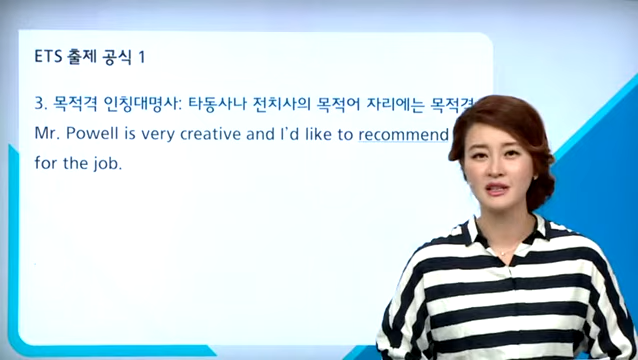 ETS 출제 공식 1
3. 목적격 인칭대명사: 타동사나 전치사의 목적어 자리에는 목적격
Mr. Powell is very creative and I'd like to recommend
for the job.